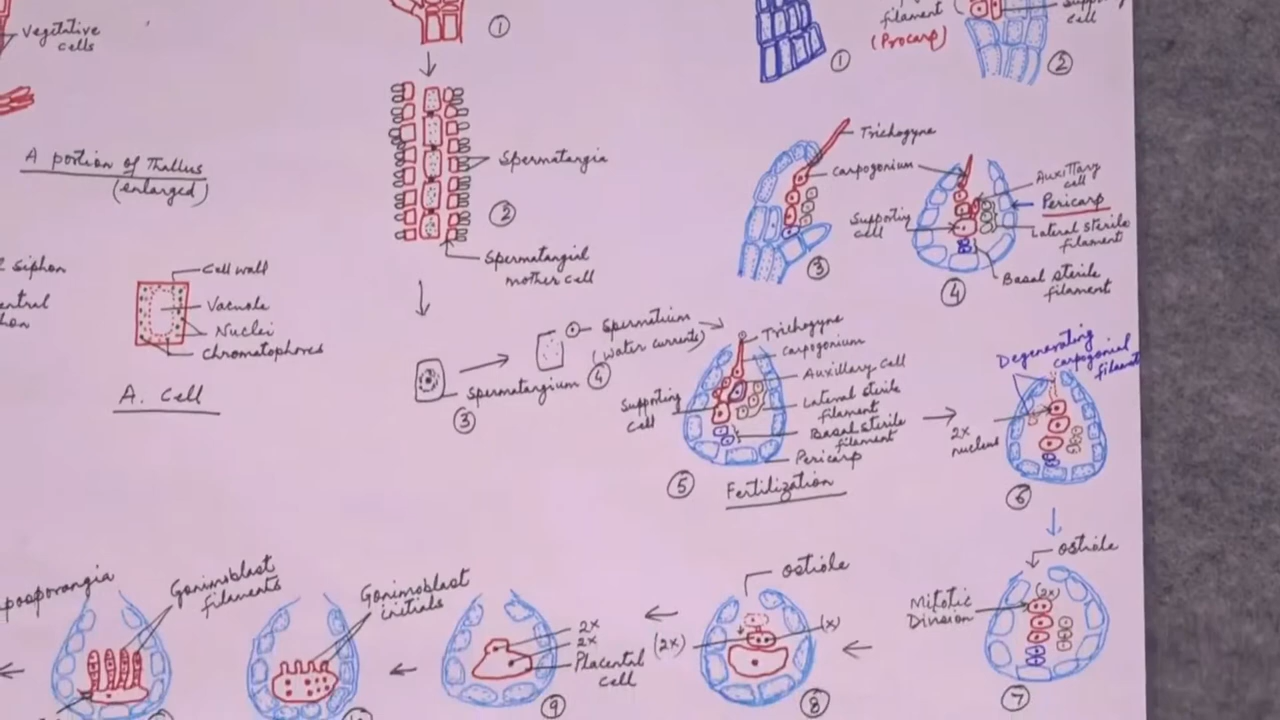 Vegetative
cells
A portion of Thallus
(enlarged)
Siphon
Cell wall
Vacuole
Nuclei
Chromatophores
A. Cell
①
Spermatangia
②
Spermatangial
mother cell
Spermatium
(Water currents)
④
Spermatangium
③
filament
(Procarp)
①
cell
②
Trichogyne
Carpogonium
Supporting
cell
③
Auxillary
cell
Pericarp
Lateral sterile
filament
Basal sterile
filament
④
Trichogyne
Carpogonium
Auxillary cell
Lateral sterile
filament
Basal sterile
filament
Pericarp
Supporting
cell
⑤
Fertilization
Degenerating
carpogonial
filament
2x
nucleus
⑥
Ostiole
(2x)
Mitotic
Division
⑦
Ostiole
(2x)
(x)
⑧
2x
2x
Placental
cell
⑨
Gonimoblast
initials
Gonimoblast
filaments